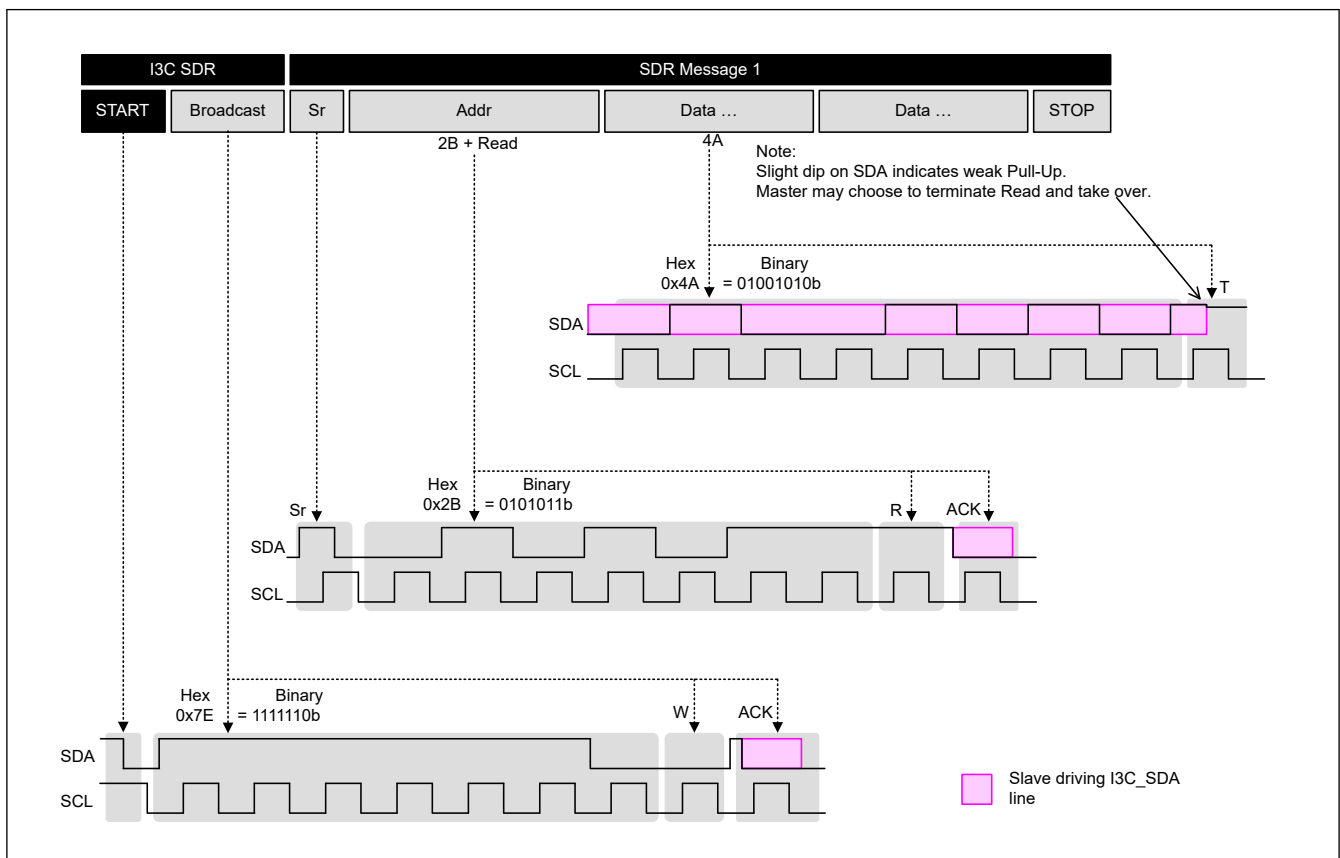 I3C SDR
SDR Message 1
START
Broadcast
Sr
Addr
Data …
Data …
STOP
2B + Read
4A
Note:
Slight dip on SDA indicates weak Pull-Up.
Master may choose to terminate Read and take over.
Hex
Binary
0x4A
= 01001010b
T
SDA
SCL
Hex
Binary
0x2B
= 0101011b
Sr
R
ACK
SDA
SCL
Hex
Binary
0x7E
= 1111110b
W
ACK
SDA
SCL
Slave driving I3C_SDA
line